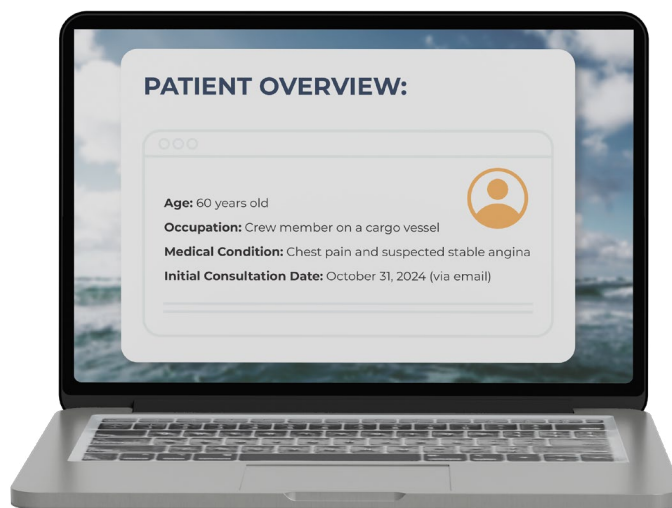 PATIENT OVERVIEW:
Age: 60 years old
Occupation: Crew member on a cargo vessel
Medical Condition: Chest pain and suspected stable angina
Initial Consultation Date: October 31, 2024 (via email)